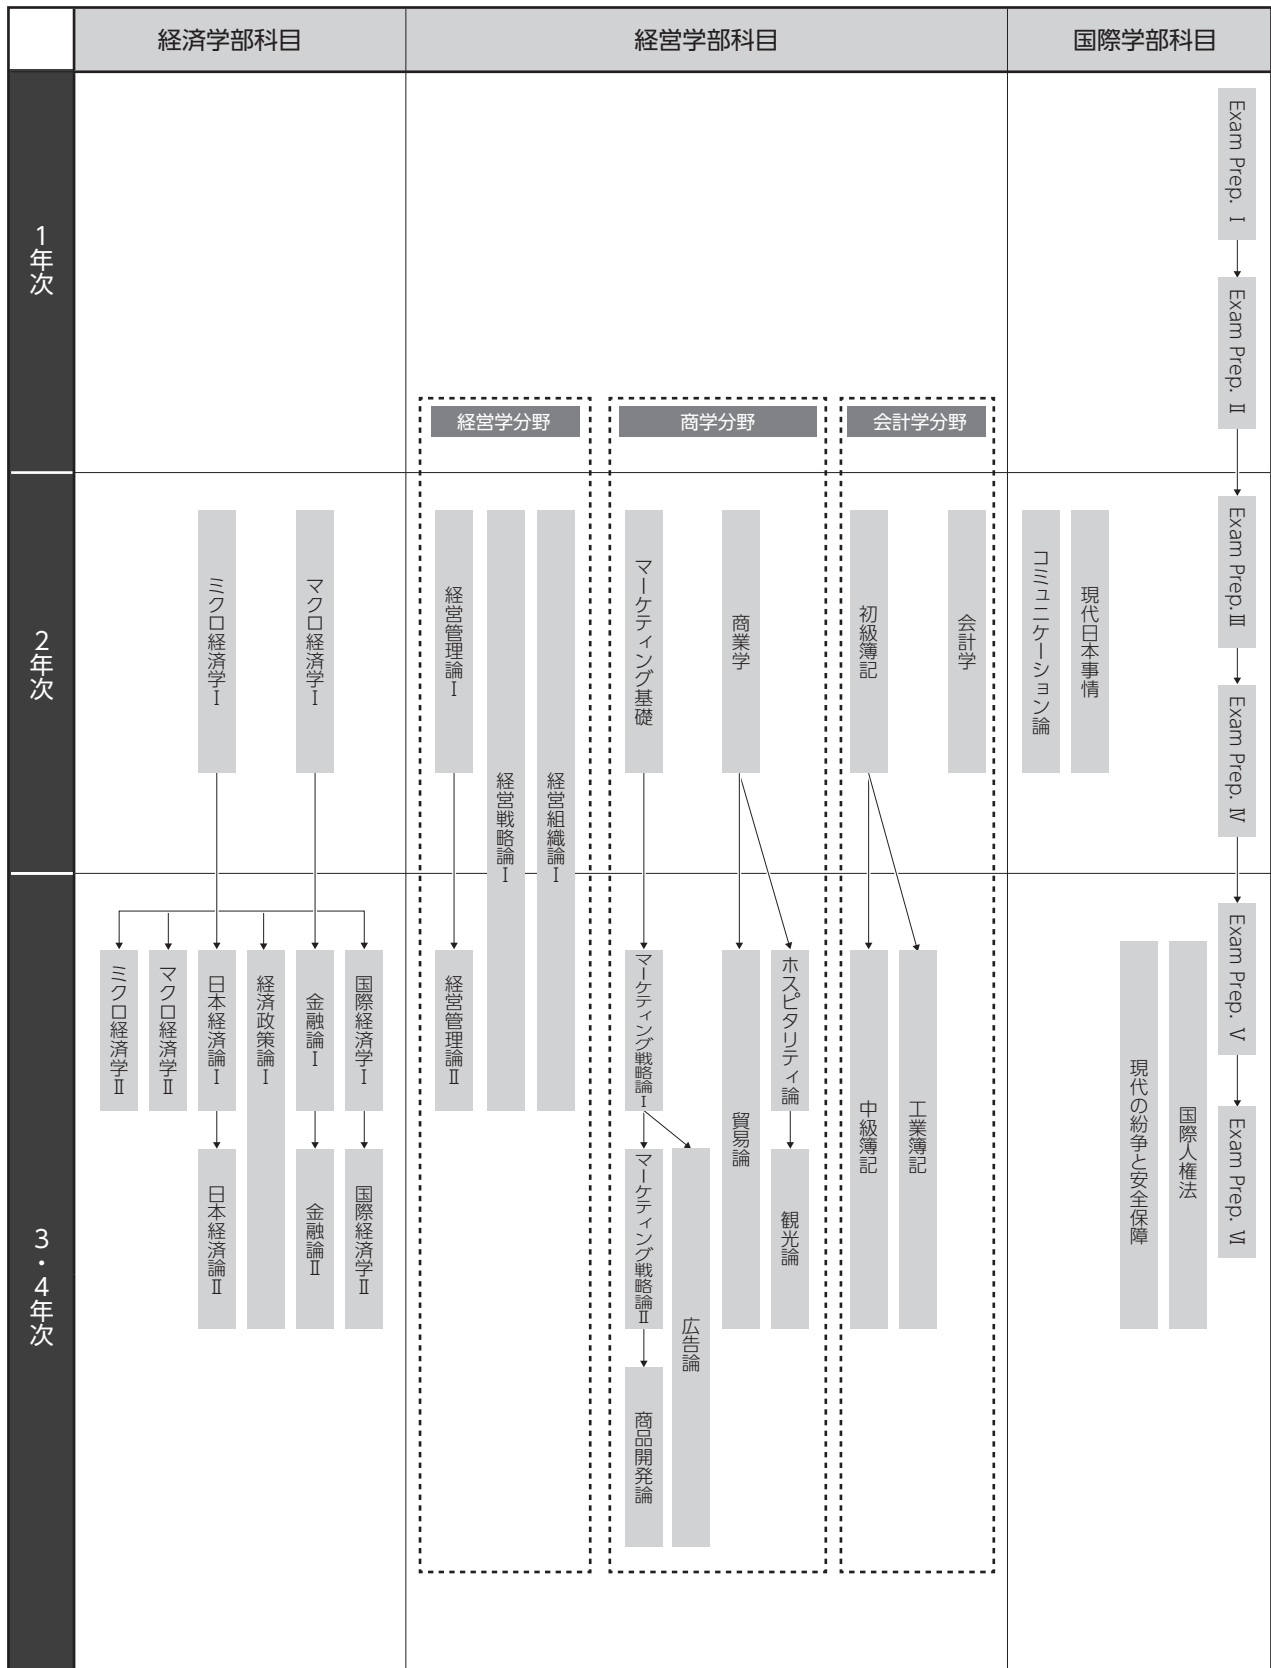 経済学部科目
経営学部科目
国際学部科目
1年次
Exam Prep. Ⅰ
Exam Prep. Ⅱ
経営学分野
商学分野
会計学分野
2年次
ミクロ経済学Ⅰ
マクロ経済学Ⅰ
経営管理論Ⅰ
経営戦略論Ⅰ
経営組織論Ⅰ
マーケティング基礎
商業学
初級簿記
会計学
コミュニケーション論
現代日本事情
Exam Prep.Ⅲ
Exam Prep. Ⅳ
3・4年次
ミクロ経済学Ⅱ
マクロ経済学Ⅱ
日本経済論Ⅰ
経済政策論Ⅰ
金融論Ⅰ
国際経済学Ⅰ
日本経済論Ⅱ
金融論Ⅱ
国際経済学Ⅱ
経営管理論Ⅱ
マーケティング戦略論Ⅰ
マーケティング戦略論Ⅱ
商品開発論
広告論
貿易論
ホスピタリティ論
観光論
中級簿記
工業簿記
現代の紛争と安全保障
国際人権法
Exam Prep. Ⅴ
Exam Prep. Ⅵ